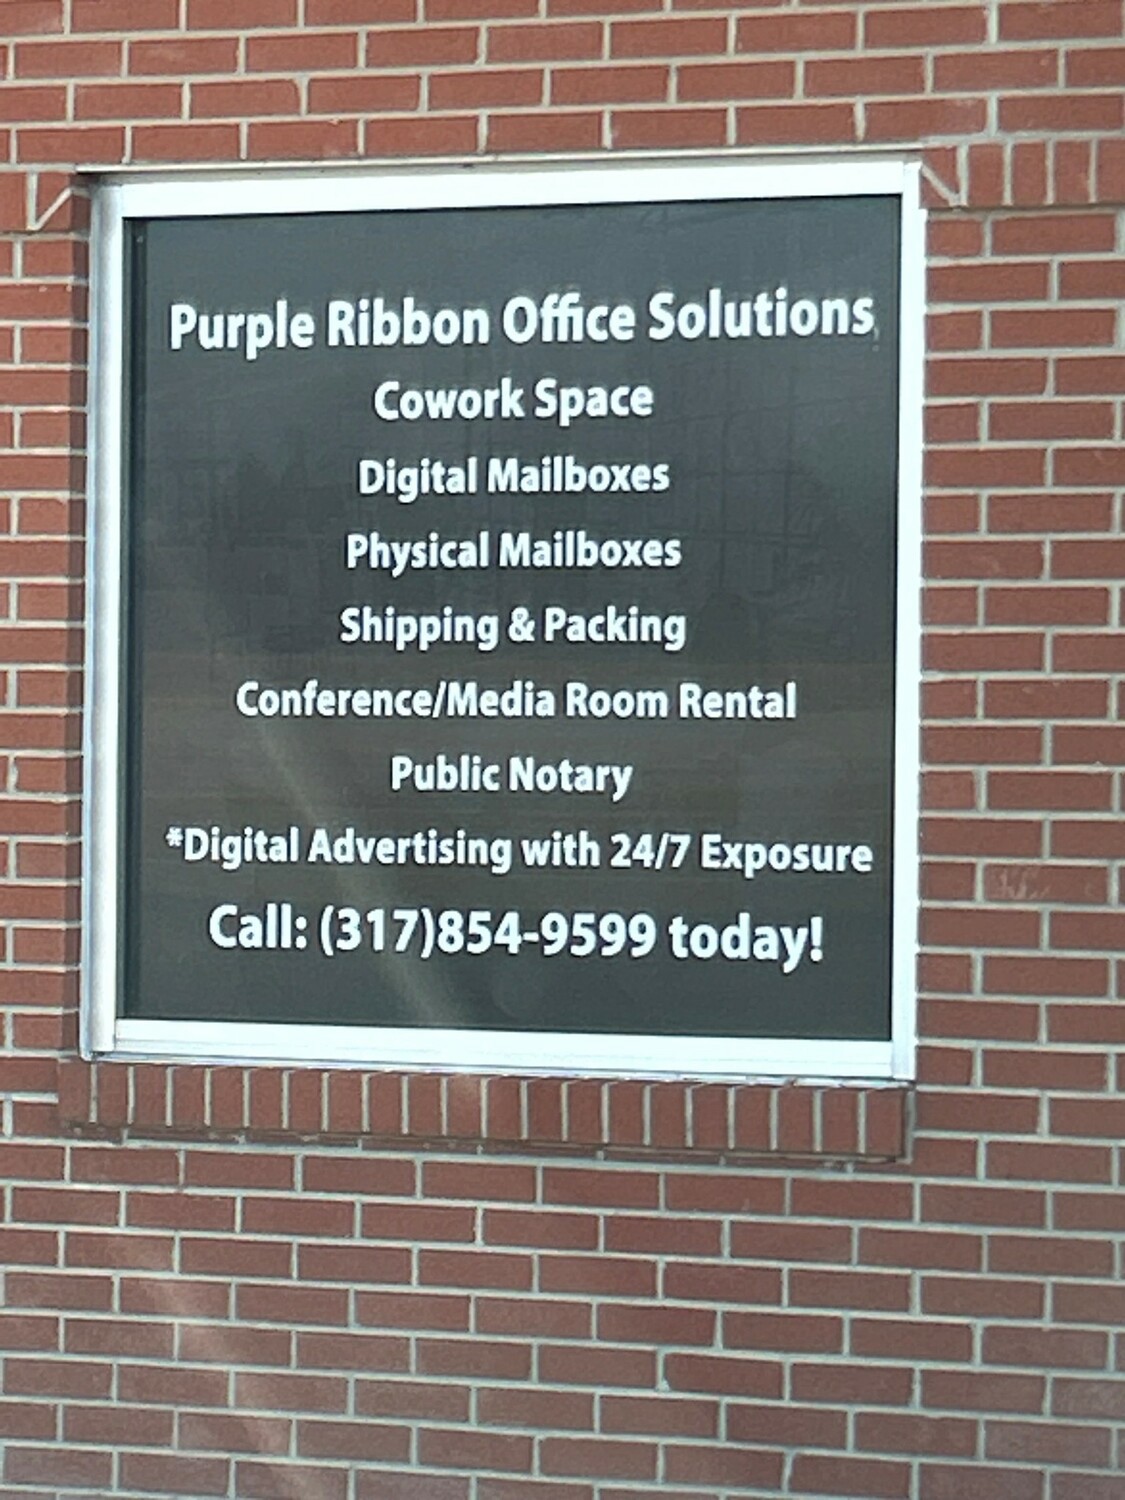 Purple Ribbon Office Solutions
Cowork Space
Digital Mailboxes
Physical Mailboxes
Shipping & Packing
Conference/Media Room Rental
Public Notary
*Digital Advertising with 24/7 Exposure
Call: (317)854-9599 today!